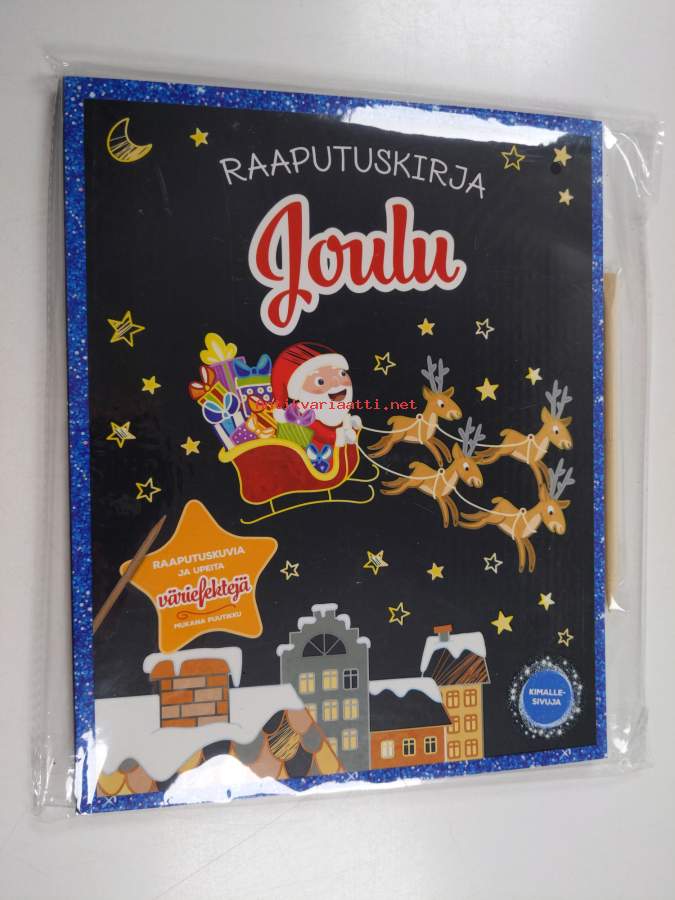 RAAPUTUSKIRJA
Joulu
antikvariaatti.net
RAAPUTUSKUVIA
JA UPEITA
väriefektejä
MUKANA PUUTIKKU
KIMALLE-
SIVUJA